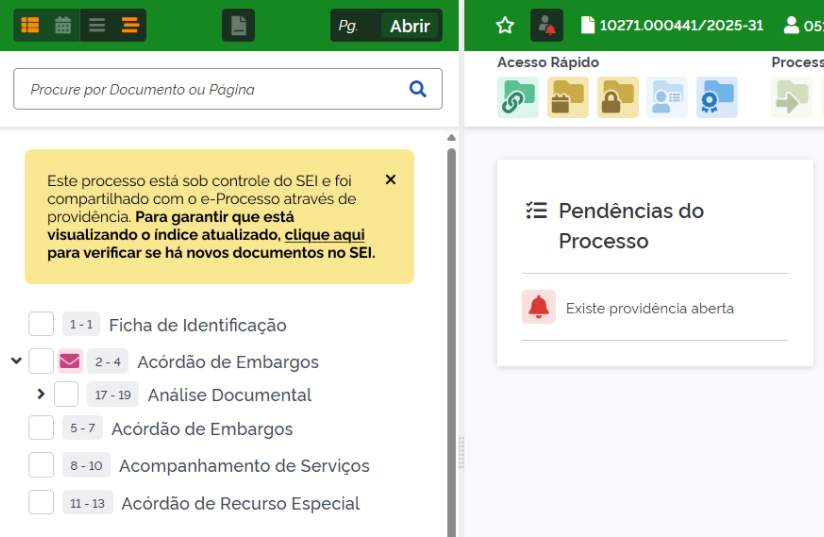 Pg.
Abrir
10271.000441/2025-31
Procure por Documento ou Página
Acesso Rápido
Este processo está sob controle do SEI e foi
compartilhado com o e-Processo através de
providência. Para garantir que está
visualizando o índice atualizado, clique aqui
para verificar se há novos documentos no SEI.
Pendências do
Processo
Existe providência aberta
1 - 1 Ficha de Identificação
2 - 4 Acórdão de Embargos
17 - 19 Análise Documental
5 - 7 Acórdão de Embargos
8 - 10 Acompanhamento de Serviços
11 - 13 Acórdão de Recurso Especial